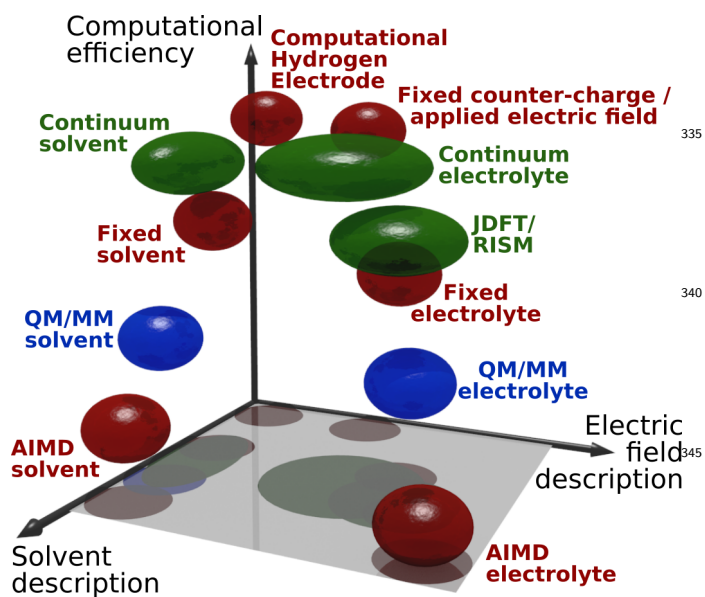 Computational
efficiency
Computational
Hydrogen
Electrode
Fixed counter-charge /
applied electric field
335
Continuum
solvent
Continuum
electrolyte
Fixed
solvent
JDFT/
RISM
340
Fixed
electrolyte
QM/MM
solvent
QM/MM
electrolyte
AIMD
solvent
Electric
field
description
345
Solvent
description
AIMD
electrolyte